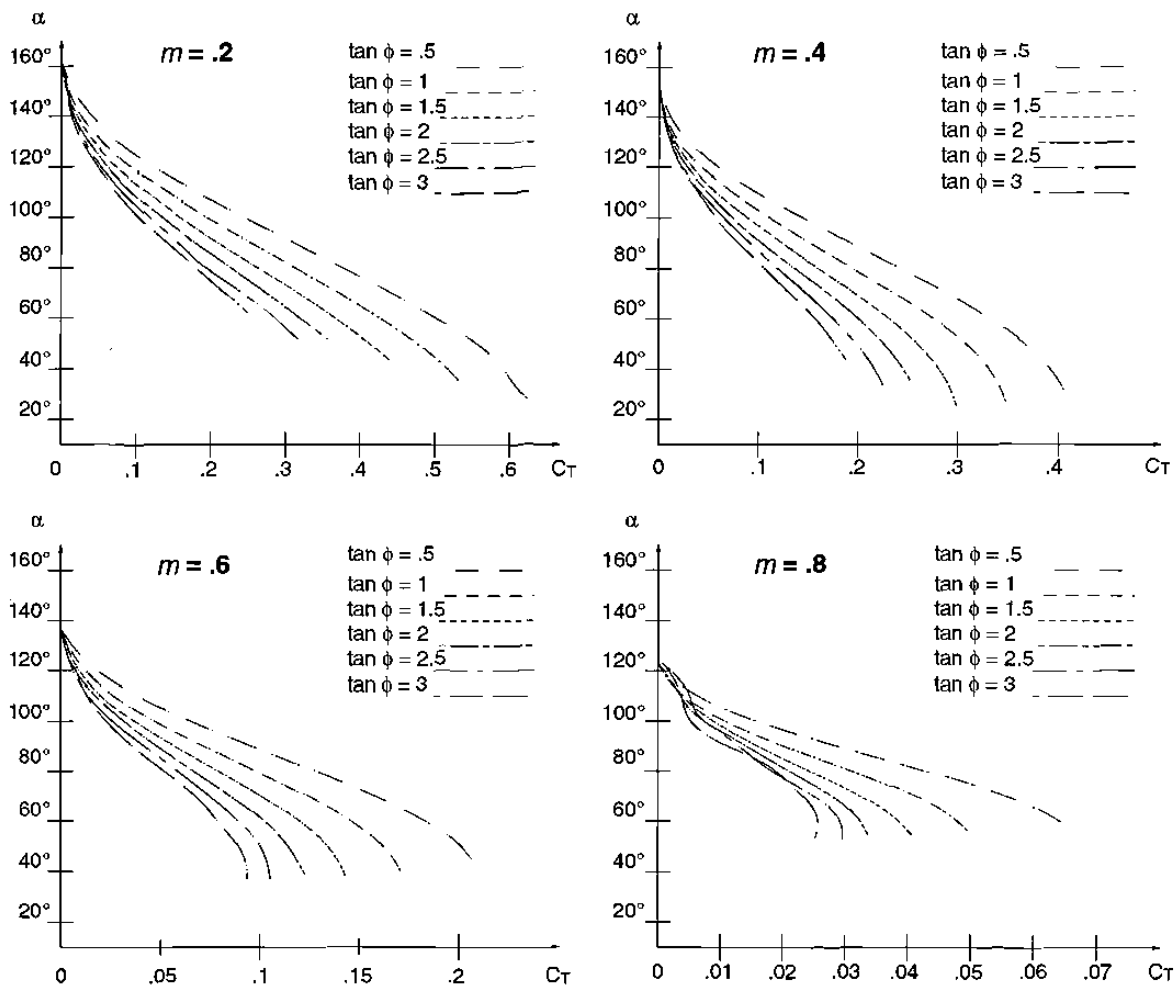 α
m = .2
160°
140°
120°
100°
80°
60°
40°
20°
tan ϕ = .5
tan ϕ = 1
tan ϕ = 1.5
tan ϕ = 2
tan ϕ = 2.5
tan ϕ = 3
0 .1 .2 .3 .4 .5 .6 CT
α
m = .4
160°
140°
120°
100°
80°
60°
40°
20°
tan ϕ = .5
tan ϕ = 1
tan ϕ = 1.5
tan ϕ = 2
tan ϕ = 2.5
tan ϕ = 3
0 .1 .2 .3 .4 CT
α
m = .6
160°
140°
120°
100°
80°
60°
40°
20°
tan ϕ = .5
tan ϕ = 1
tan ϕ = 1.5
tan ϕ = 2
tan ϕ = 2.5
tan ϕ = 3
0 .05 .1 .15 .2 CT
α
m = .8
160°
140°
120°
100°
80°
60°
40°
20°
tan ϕ = .5
tan ϕ = 1
tan ϕ = 1.5
tan ϕ = 2
tan ϕ = 2.5
tan ϕ = 3
0 .01 .02 .03 .04 .05 .06 .07 CT